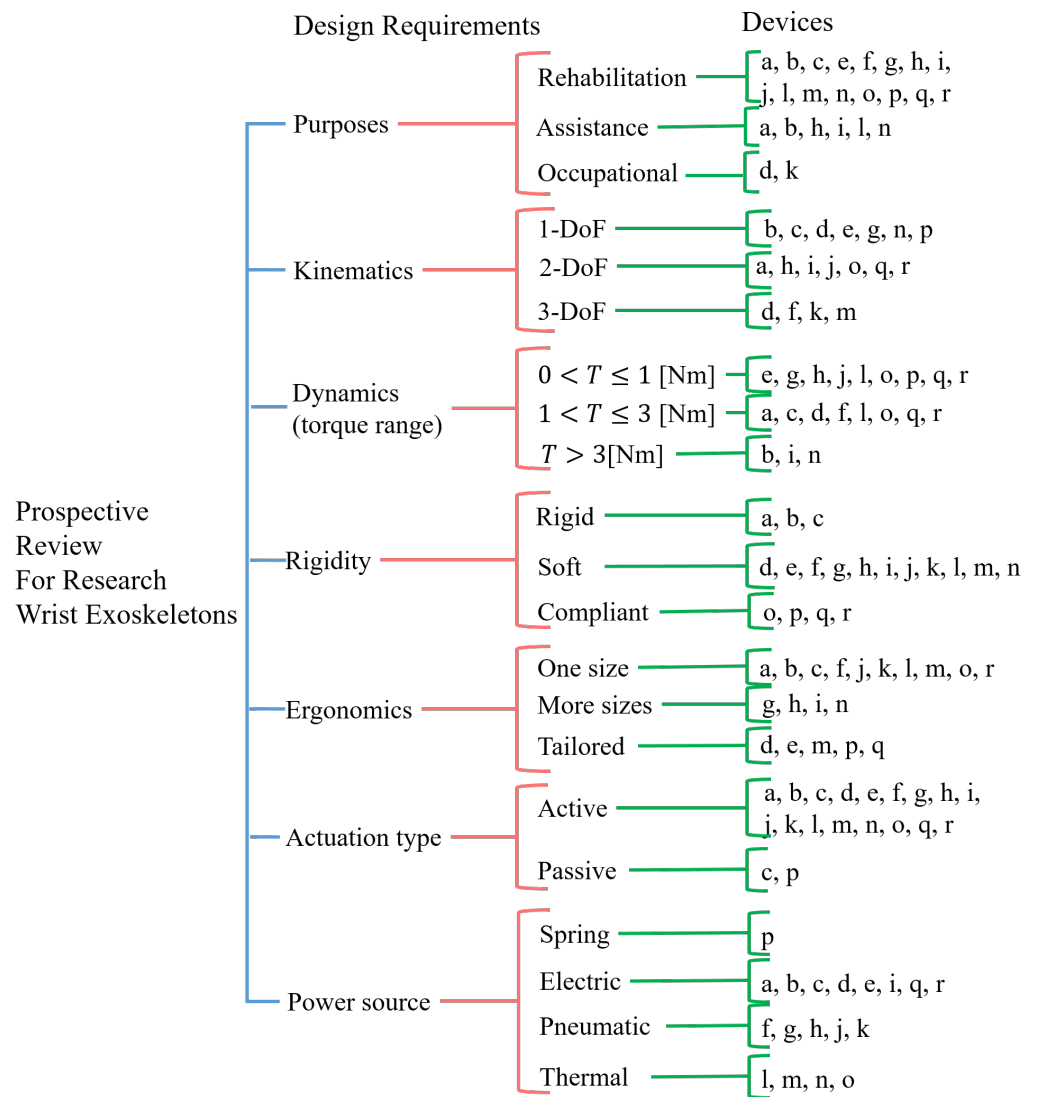 Design Requirements
Devices
Prospective
Review
For Research
Wrist Exoskeletons
Purposes
Rehabilitation
a, b, c, e, f, g, h, i,
j, l, m, n, o, p, q, r
Assistance
a, b, h, i, l, n
Occupational
d, k
Kinematics
1-DoF
b, c, d, e, g, n, p
2-DoF
a, h, i, j, o, q, r
3-DoF
d, f, k, m
Dynamics
(torque range)
0 < T ≤ 1 [Nm]
e, g, h, j, l, o, p, q, r
1 < T ≤ 3 [Nm]
a, c, d, f, l, o, q, r
T > 3[Nm]
b, i, n
Rigidity
Rigid
a, b, c
Soft
d, e, f, g, h, i, j, k, l, m, n
Compliant
o, p, q, r
Ergonomics
One size
a, b, c, f, j, k, l, m, o, r
More sizes
g, h, i, n
Tailored
d, e, m, p, q
Actuation type
Active
a, b, c, d, e, f, g, h, i,
j, k, l, m, n, o, q, r
Passive
c, p
Power source
Spring
p
Electric
a, b, c, d, e, i, q, r
Pneumatic
f, g, h, j, k
Thermal
l, m, n, o